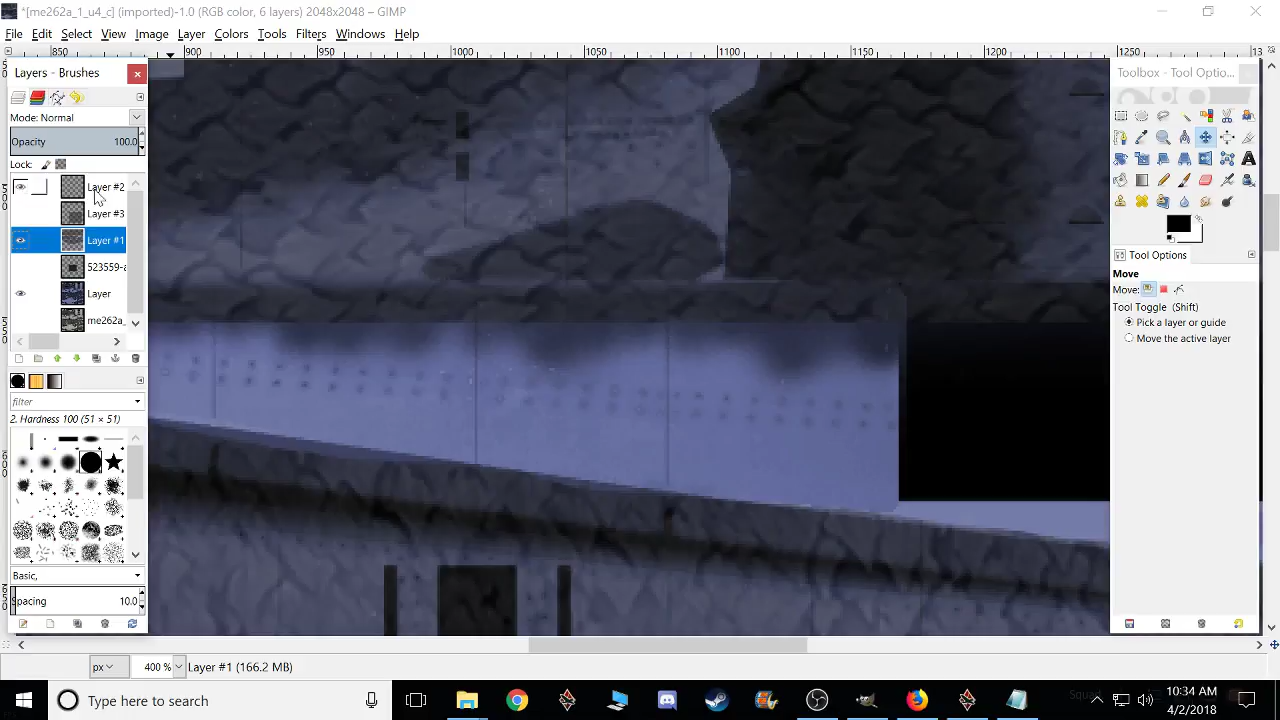 *[me262a_1_u4_c] (imported)-1.0 (RGB color, 6 layers) 2048x2048 – GIMP
File Edit Select View Image Layer Colors Tools Filters Windows Help
850 900 950 1000 1050 1100 1150 1200 1250
Layers - Brushes
Toolbox - Tool Optio...
Mode: Normal
Opacity 100.0
Lock:
Layer #2
Layer #3
Layer #1
523559-
Layer
me262a_
Tool Options
Move
Move:
Tool Toggle (Shift)
Pick a layer or guide
Move the active layer
filter
2. Hardness 100 (51 × 51)
Basic,
Spacing 10.0
px 400 % Layer #1 (166.2 MB)
Type here to search
10:34 AM
4/2/2018